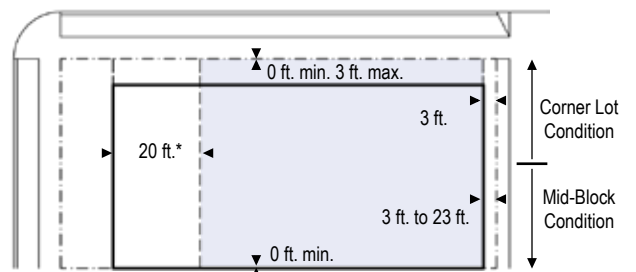 0 ft. min. 3 ft. max.
3 ft.
Corner Lot
Condition
20 ft.*
Mid-Block
Condition
3 ft. to 23 ft.
0 ft. min.